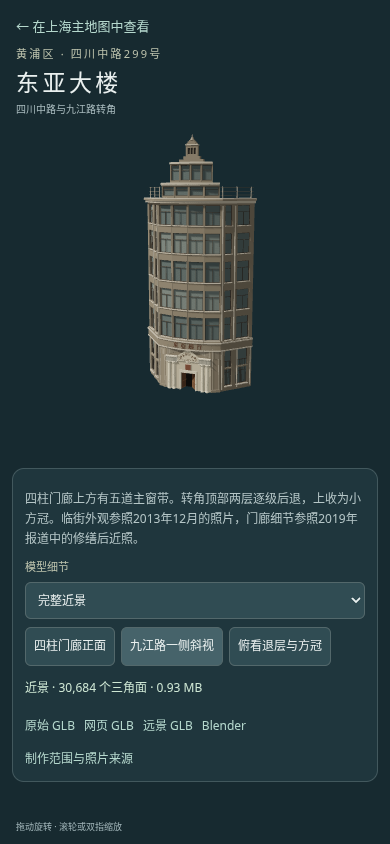 ← 在上海主地图中查看
黄浦区 · 四川中路299号
东亚大楼
四川中路与九江路转角
四柱门廊上方有五道主窗带。转角顶部两层逐级后退，上收为小
方冠。临街外观参照2013年12月的照片，门廊细节参照2019年
报道中的修缮后近照。
模型细节
完整近景
四柱门廊正面 九江路一侧斜视 俯看退层与方冠
近景 · 30,684 个三角面 · 0.93 MB
原始 GLB 网页 GLB 远景 GLB Blender
制作范围与照片来源
拖动旋转 · 滚轮或双指缩放